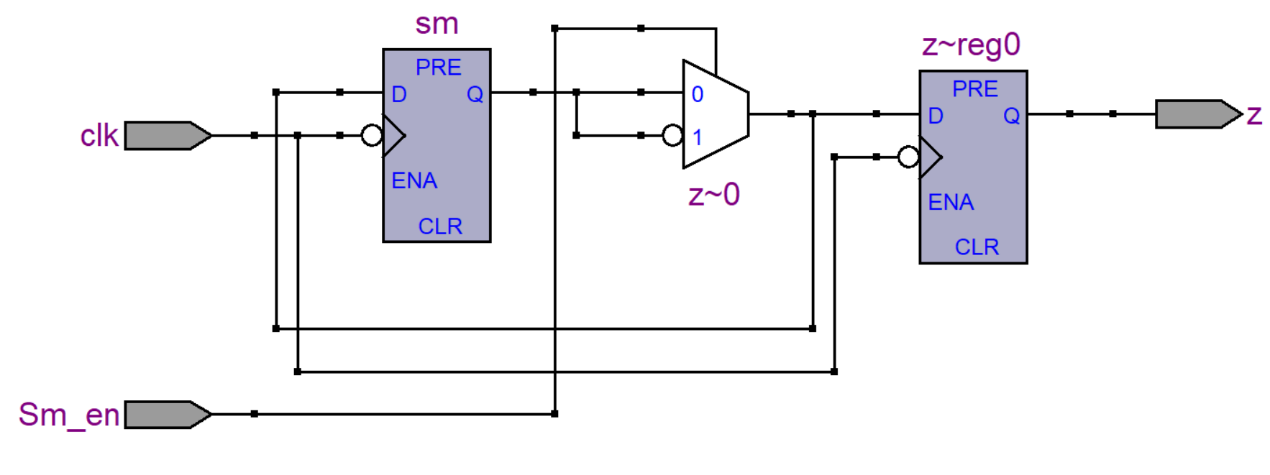 sm
z~reg0
PRE
D
Q
clk
ENA
CLR
0
1
z~0
PRE
D
Q
z
ENA
CLR
Sm_en